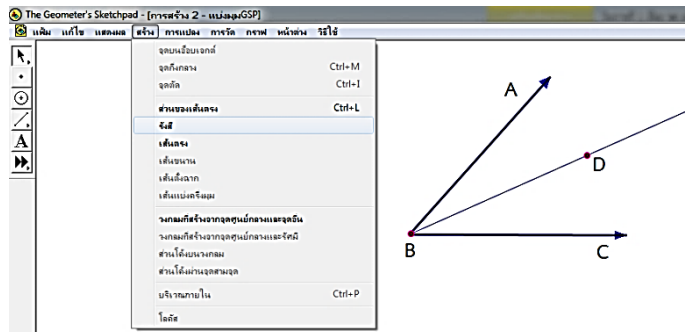 The Geometer's Sketchpad - [การสร้าง 2 - แบ่งมุมGSP]
แฟ้ม แก้ไข แสดงผล สร้าง การแปลง การวัด กราฟ หน้าต่าง วิธีใช้
จุดบนอ็อบเจกต์
จุดกึ่งกลาง Ctrl+M
จุดตัด Ctrl+I
ส่วนของเส้นตรง Ctrl+L
รังสี
เส้นตรง
เส้นขนาน
เส้นตั้งฉาก
เส้นแบ่งครึ่งมุม
วงกลมที่สร้างจากจุดศูนย์กลางและจุดอื่น
วงกลมที่สร้างจากจุดศูนย์กลางและรัศมี
ส่วนโค้งบนวงกลม
ส่วนโค้งผ่านจุดสามจุด
บริเวณภายใน Ctrl+P
โลคัส
A
A
D
B
C